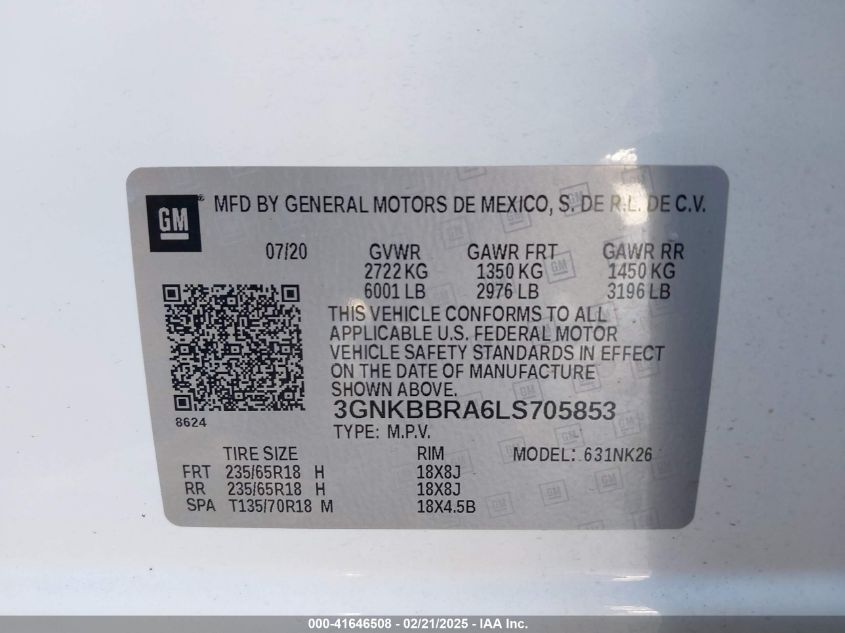 GM® MFD BY GENERAL MOTORS DE MEXICO, S. DE R.L. DE C.V.
07/20 GVWR GAWR FRT GAWR RR
2722 KG 1350 KG 1450 KG
6001 LB 2976 LB 3196 LB
THIS VEHICLE CONFORMS TO ALL
APPLICABLE U.S. FEDERAL MOTOR
VEHICLE SAFETY STANDARDS IN EFFECT
ON THE DATE OF MANUFACTURE
SHOWN ABOVE.
3GNKBBRA6LS705853
8624
TYPE: M.P.V. MODEL: 631NK26
TIRE SIZE RIM
FRT 235/65R18 H 18X8J
RR 235/65R18 H 18X8J
SPA T135/70R18 M 18X4.5B
000-41646508 - 02/21/2025 - IAA Inc.